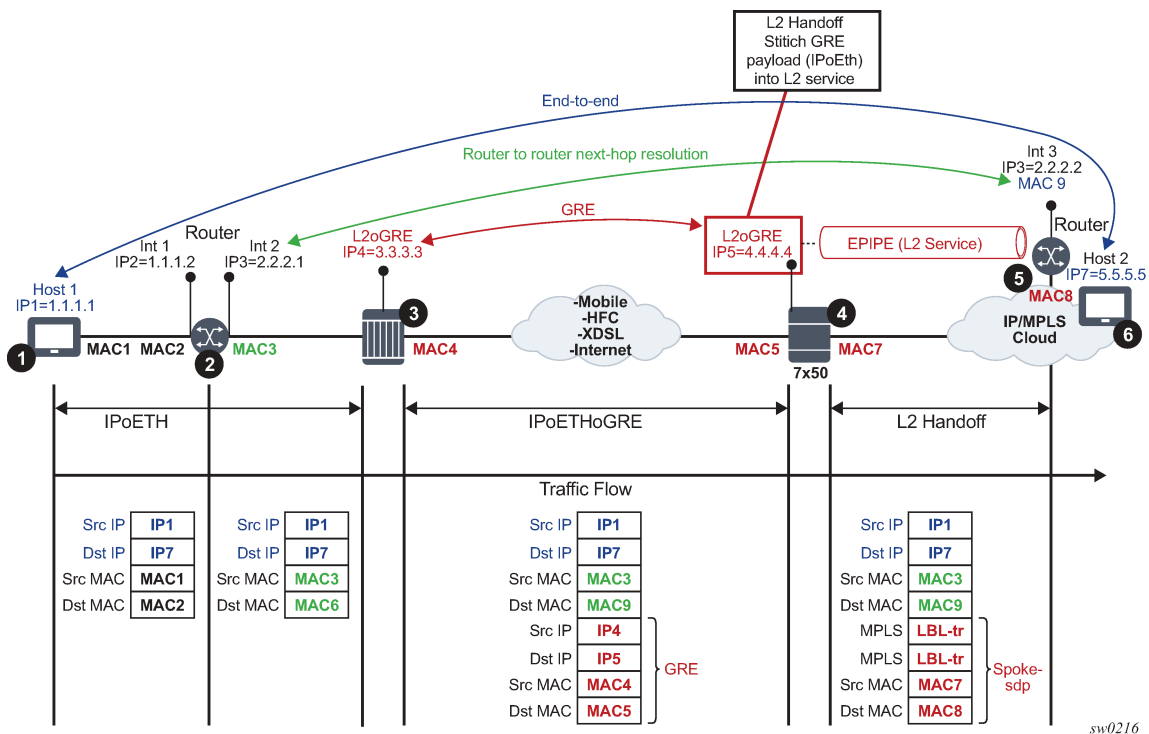 L2 Handoff
Stitich GRE
payload (IPoEth)
into L2 service
End-to-end
Router to router next-hop resolution
GRE
Int 3
IP3=2.2.2.2
MAC 9
Router
Int 1
IP2=1.1.1.2
Int 2
IP3=2.2.2.1
L2oGRE
IP4=3.3.3.3
L2oGRE
IP5=4.4.4.4
EPIPE (L2 Service)
Router
Host 2
IP7=5.5.5.5
Host 1
IP1=1.1.1.1
5
MAC8
3
4
-Mobile
-HFC
-XDSL
-Internet
IP/MPLS
Cloud
6
1
MAC1
MAC2
2
MAC3
MAC4
MAC5
MAC7
7x50
IPoETH
IPoETHoGRE
L2 Handoff
Traffic Flow
Src IP IP1
Dst IP IP7
Src MAC MAC1
Dst MAC MAC2
Src IP IP1
Dst IP IP7
Src MAC MAC3
Dst MAC MAC6
Src IP IP1
Dst IP IP7
Src MAC MAC3
Dst MAC MAC9
Src IP IP4
Dst IP IP5
Src MAC MAC4
Dst MAC MAC5
GRE
Src IP IP1
Dst IP IP7
Src MAC MAC3
Dst MAC MAC9
MPLS LBL-tr
MPLS LBL-tr
Src MAC MAC7
Dst MAC MAC8
Spoke-
sdp
sw0216